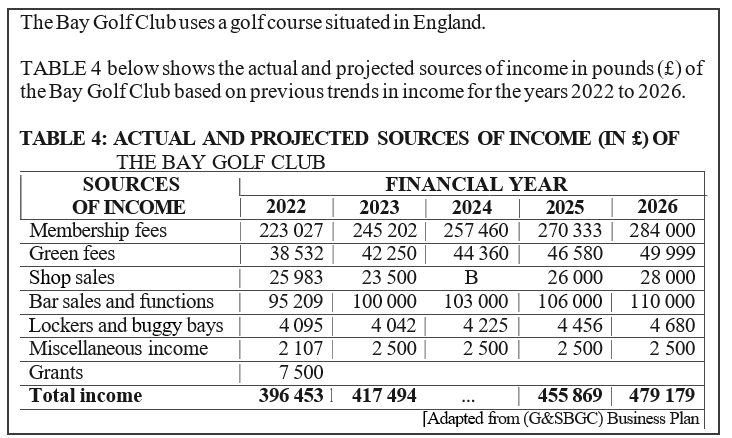 The Bay Golf Club uses a golf course situated in England.
TABLE 4 below shows the actual and projected sources of income in pounds (£) of
the Bay Golf Club based on previous trends in income for the years 2022 to 2026.
TABLE 4: ACTUAL AND PROJECTED SOURCES OF INCOME (IN £) OF
THE BAY GOLF CLUB
SOURCES FINANCIAL YEAR
OF INCOME 2022 2023 2024 2025 2026
Membership fees 223 027 245 202 257 460 270 333 284 000
Green fees 38 532 42 250 44 360 46 580 49 999
Shop sales 25 983 23 500 B 26 000 28 000
Bar sales and functions 95 209 100 000 103 000 106 000 110 000
Lockers and buggy bays 4 095 4 042 4 225 4 456 4 680
Miscellaneous income 2 107 2 500 2 500 2 500 2 500
Grants 7 500
Total income 396 453 417 494 ... 455 869 479 179
[Adapted from (G&SBGC) Business Plan